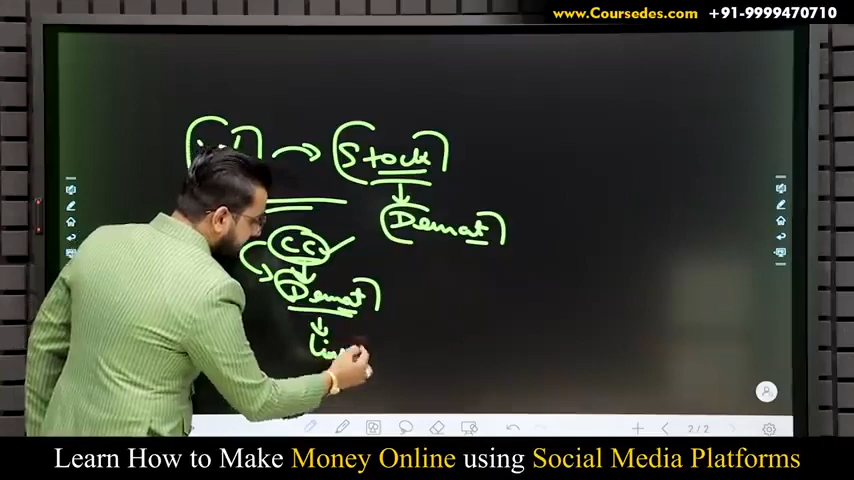 www.Coursedes.com +91-9999470710
Stock
Demat
CC
Demat
2/2
Learn How to Make Money Online using Social Media Platforms